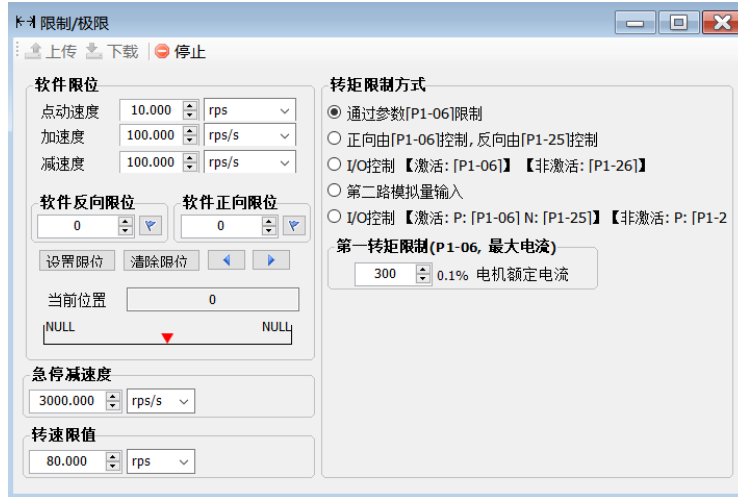 限制/极限
上传 下载 停止
软件限位
点动速度 10.000 rps
加速度 100.000 rps/s
减速度 100.000 rps/s
软件反向限位 软件正向限位
0 0
设置限位 清除限位
当前位置 0
NULL NULL
急停减速度
3000.000 rps/s
转速限值
80.000 rps
转矩限制方式
通过参数[P1-06]限制
正向由[P1-06]控制,反向由[P1-25]控制
I/O控制 【激活: [P1-06]】 【非激活: [P1-26]】
第二路模拟量输入
I/O控制 【激活: P: [P1-06] N: [P1-25]】 【非激活: P: [P1-2
第一转矩限制(P1-06, 最大电流)
300 0.1% 电机额定电流